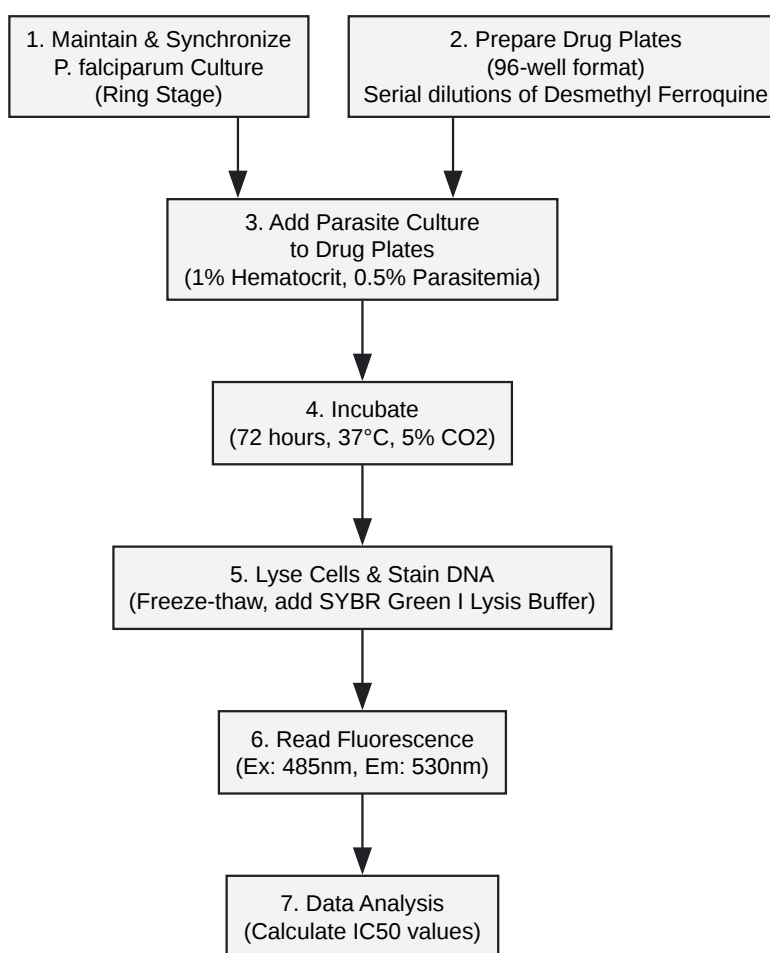 1. Maintain & Synchronize
P. falciparum Culture
(Ring Stage)
2. Prepare Drug Plates
(96-well format)
Serial dilutions of Desmethyl Ferroquine
3. Add Parasite Culture
to Drug Plates
(1% Hematocrit, 0.5% Parasitemia)
4. Incubate
(72 hours, 37°C, 5% CO2)
5. Lyse Cells & Stain DNA
(Freeze-thaw, add SYBR Green I Lysis Buffer)
6. Read Fluorescence
(Ex: 485nm, Em: 530nm)
7. Data Analysis
(Calculate IC50 values)